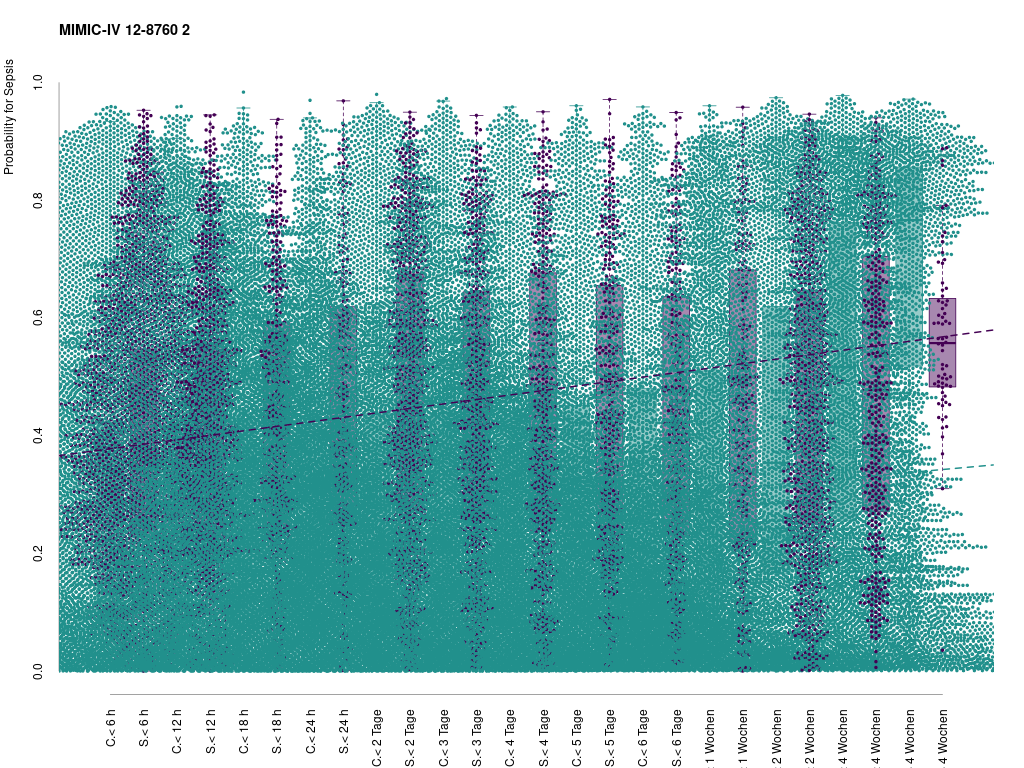 MIMIC-IV 12-8760 2
Probability for Sepsis
1.0
0.8
0.6
0.4
0.2
0.0
C.< 6 h
S.< 6 h
C.< 12 h
S.< 12 h
C.< 18 h
S.< 18 h
C.< 24 h
S.< 24 h
C.< 2 Tage
S.< 2 Tage
C.< 3 Tage
S.< 3 Tage
C.< 4 Tage
S.< 4 Tage
C.< 5 Tage
S.< 5 Tage
C.< 6 Tage
S.< 6 Tage
1 Wochen
1 Wochen
2 Wochen
2 Wochen
4 Wochen
4 Wochen
4 Wochen
4 Wochen